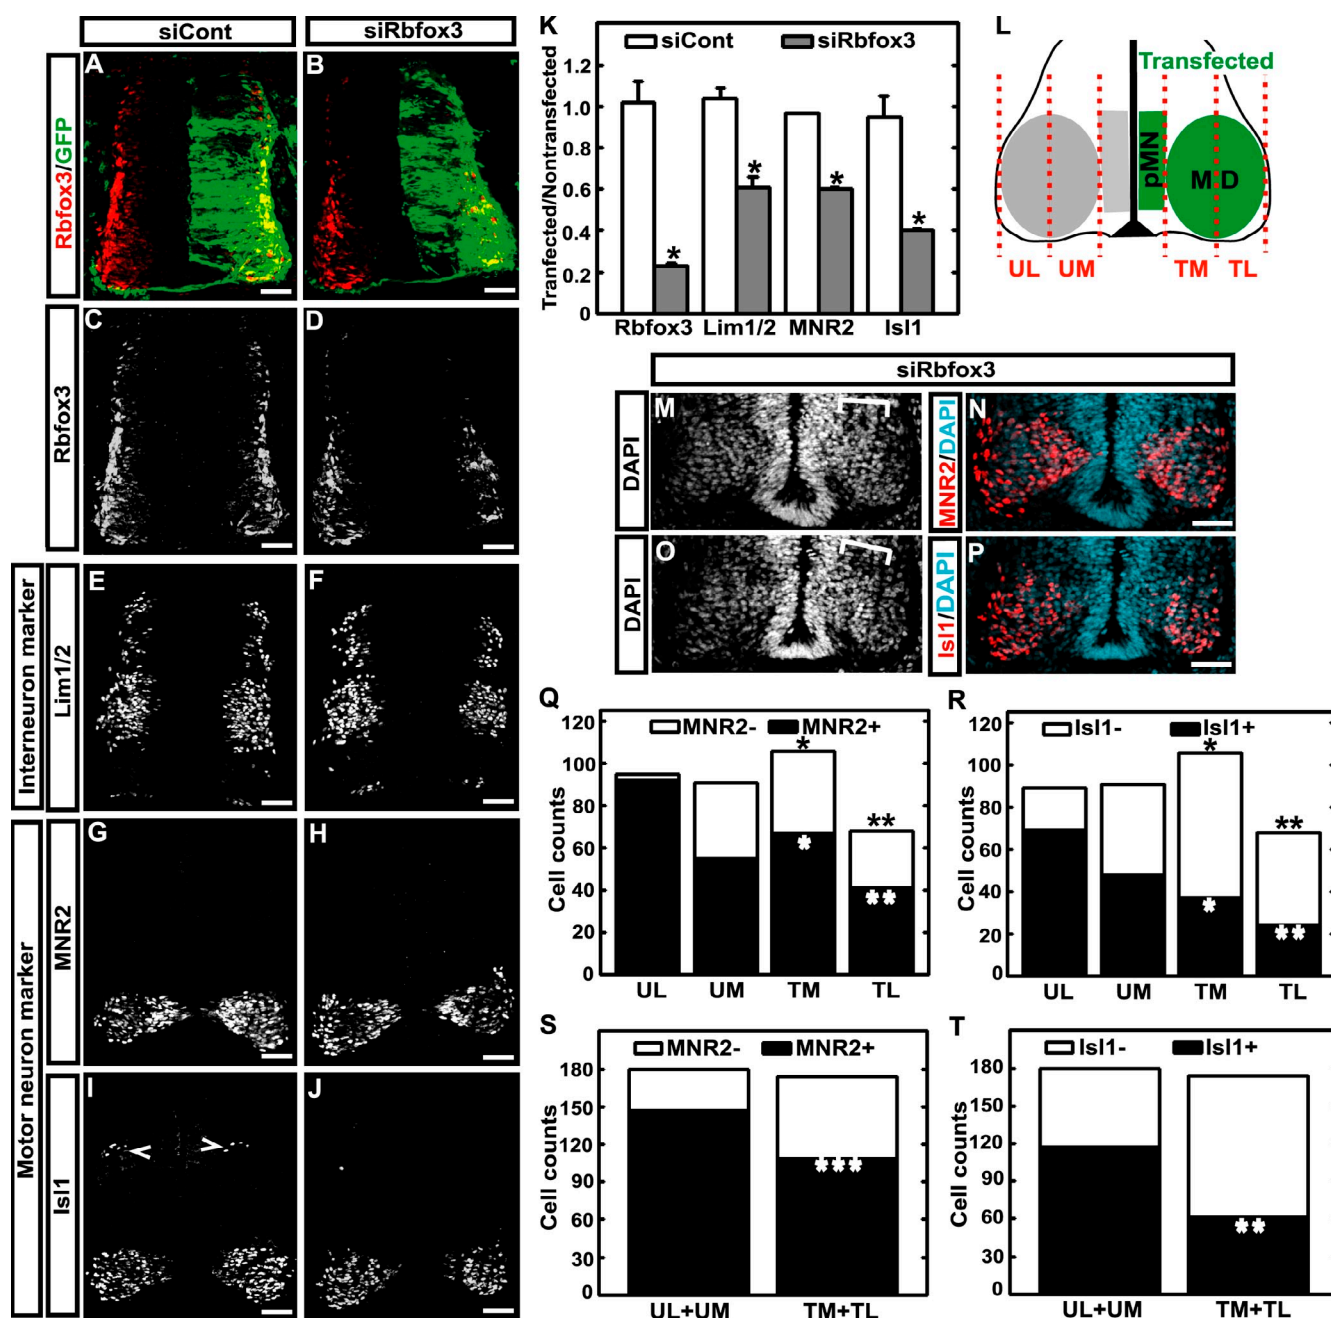 siCont
siRbfox3
Rbfox3/GFP
A
B
Rbfox3
C
D
Interneuron marker
Lim1/2
E
F
Motor neuron marker
MNR2
G
H
Isl1
I
J
K
Tranfected/Nontransfected
siCont
siRbfox3
1.2
1.0
0.8
0.6
0.4
0.2
0
*
*
*
*
Rbfox3
Lim1/2
MNR2
Isl1
L
Transfected
pMN
MD
UL
UM
TM
TL
siRbfox3
DAPI
M
MNR2/DAPI
N
DAPI
O
Isl1/DAPI
P
Q
Cell counts
MNR2-
MNR2+
120
100
80
60
40
20
0
*
*
**
**
UL
UM
TM
TL
R
Cell counts
Isl1-
Isl1+
120
100
80
60
40
20
0
*
*
**
**
UL
UM
TM
TL
S
Cell counts
MNR2-
MNR2+
180
150
120
90
60
30
0
***
UL+UM
TM+TL
T
Cell counts
Isl1-
Isl1+
180
150
120
90
60
30
0
**
UL+UM
TM+TL